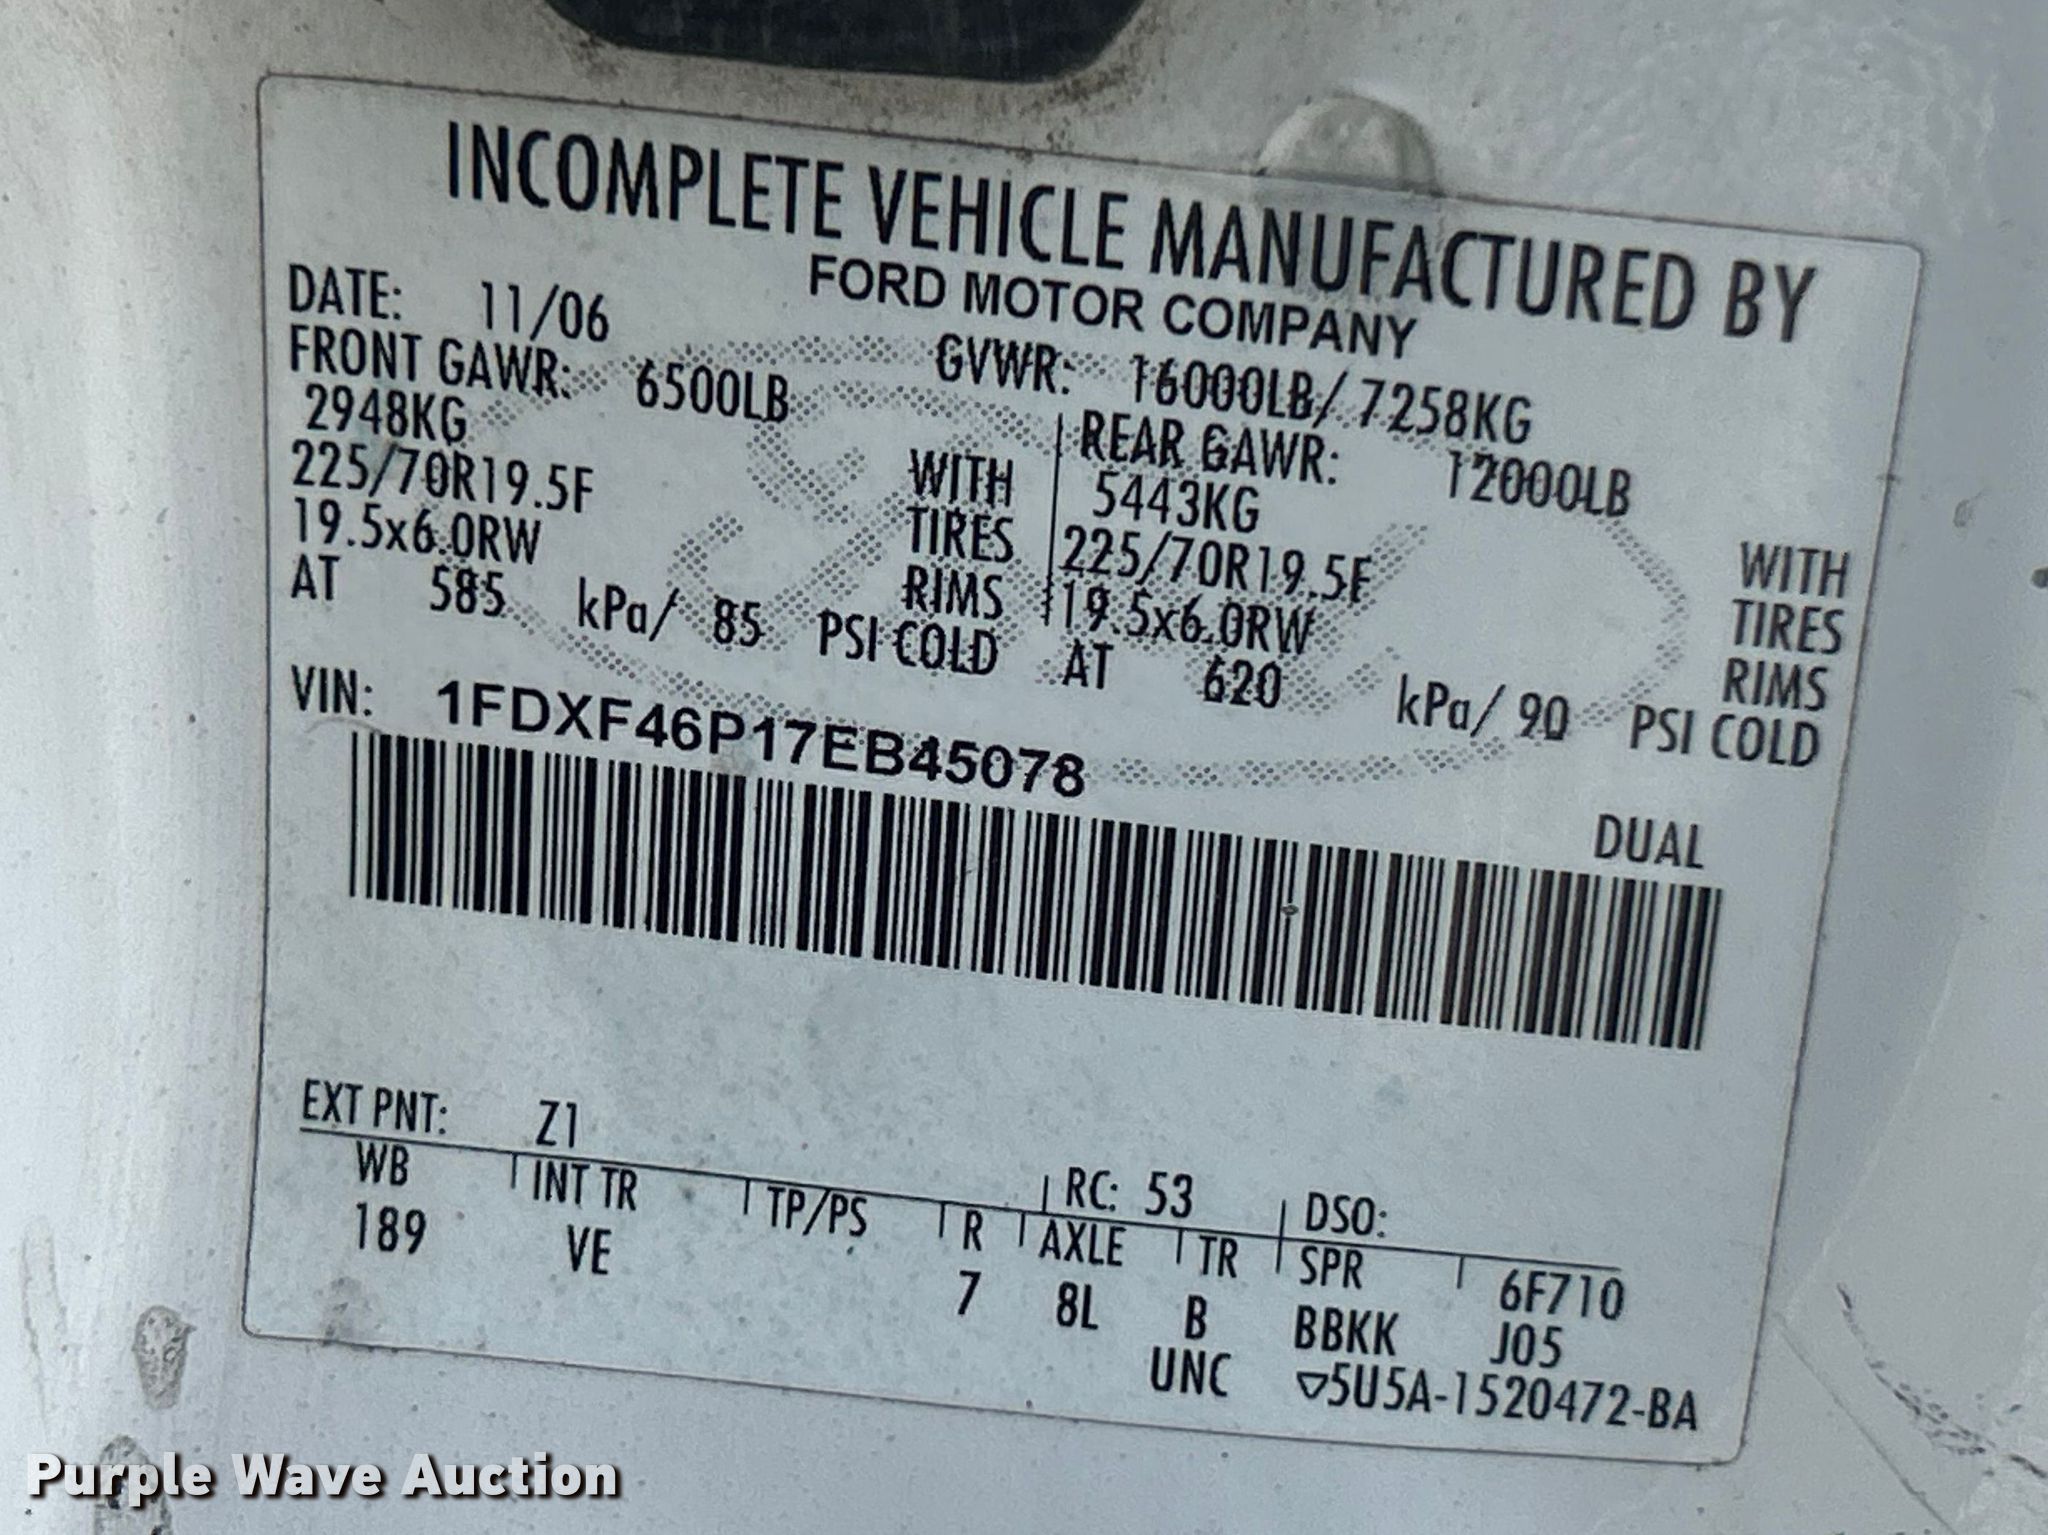 INCOMPLETE VEHICLE MANUFACTURED BY
FORD MOTOR COMPANY
DATE: 11/06 GVWR: 16000LB/ 7258KG
FRONT GAWR: 6500LB REAR GAWR: 12000LB
2948KG WITH 5443KG WITH
225/70R19.5F TIRES 225/70R19.5F TIRES
19.5x6.0RW RIMS 19.5x6.0RW RIMS
AT 585 kPa/ 85 PSI COLD AT 620 kPa/ 90 PSI COLD
VIN: 1FDXF46P17EB45078
DUAL
EXT PNT: Z1 RC: 53 DSO:
WB INT TR TP/PS R AXLE TR SPR 6F710
189 VE 7 8L B BBKK J05
UNC ▽5U5A-1520472-BA
Purple Wave Auction